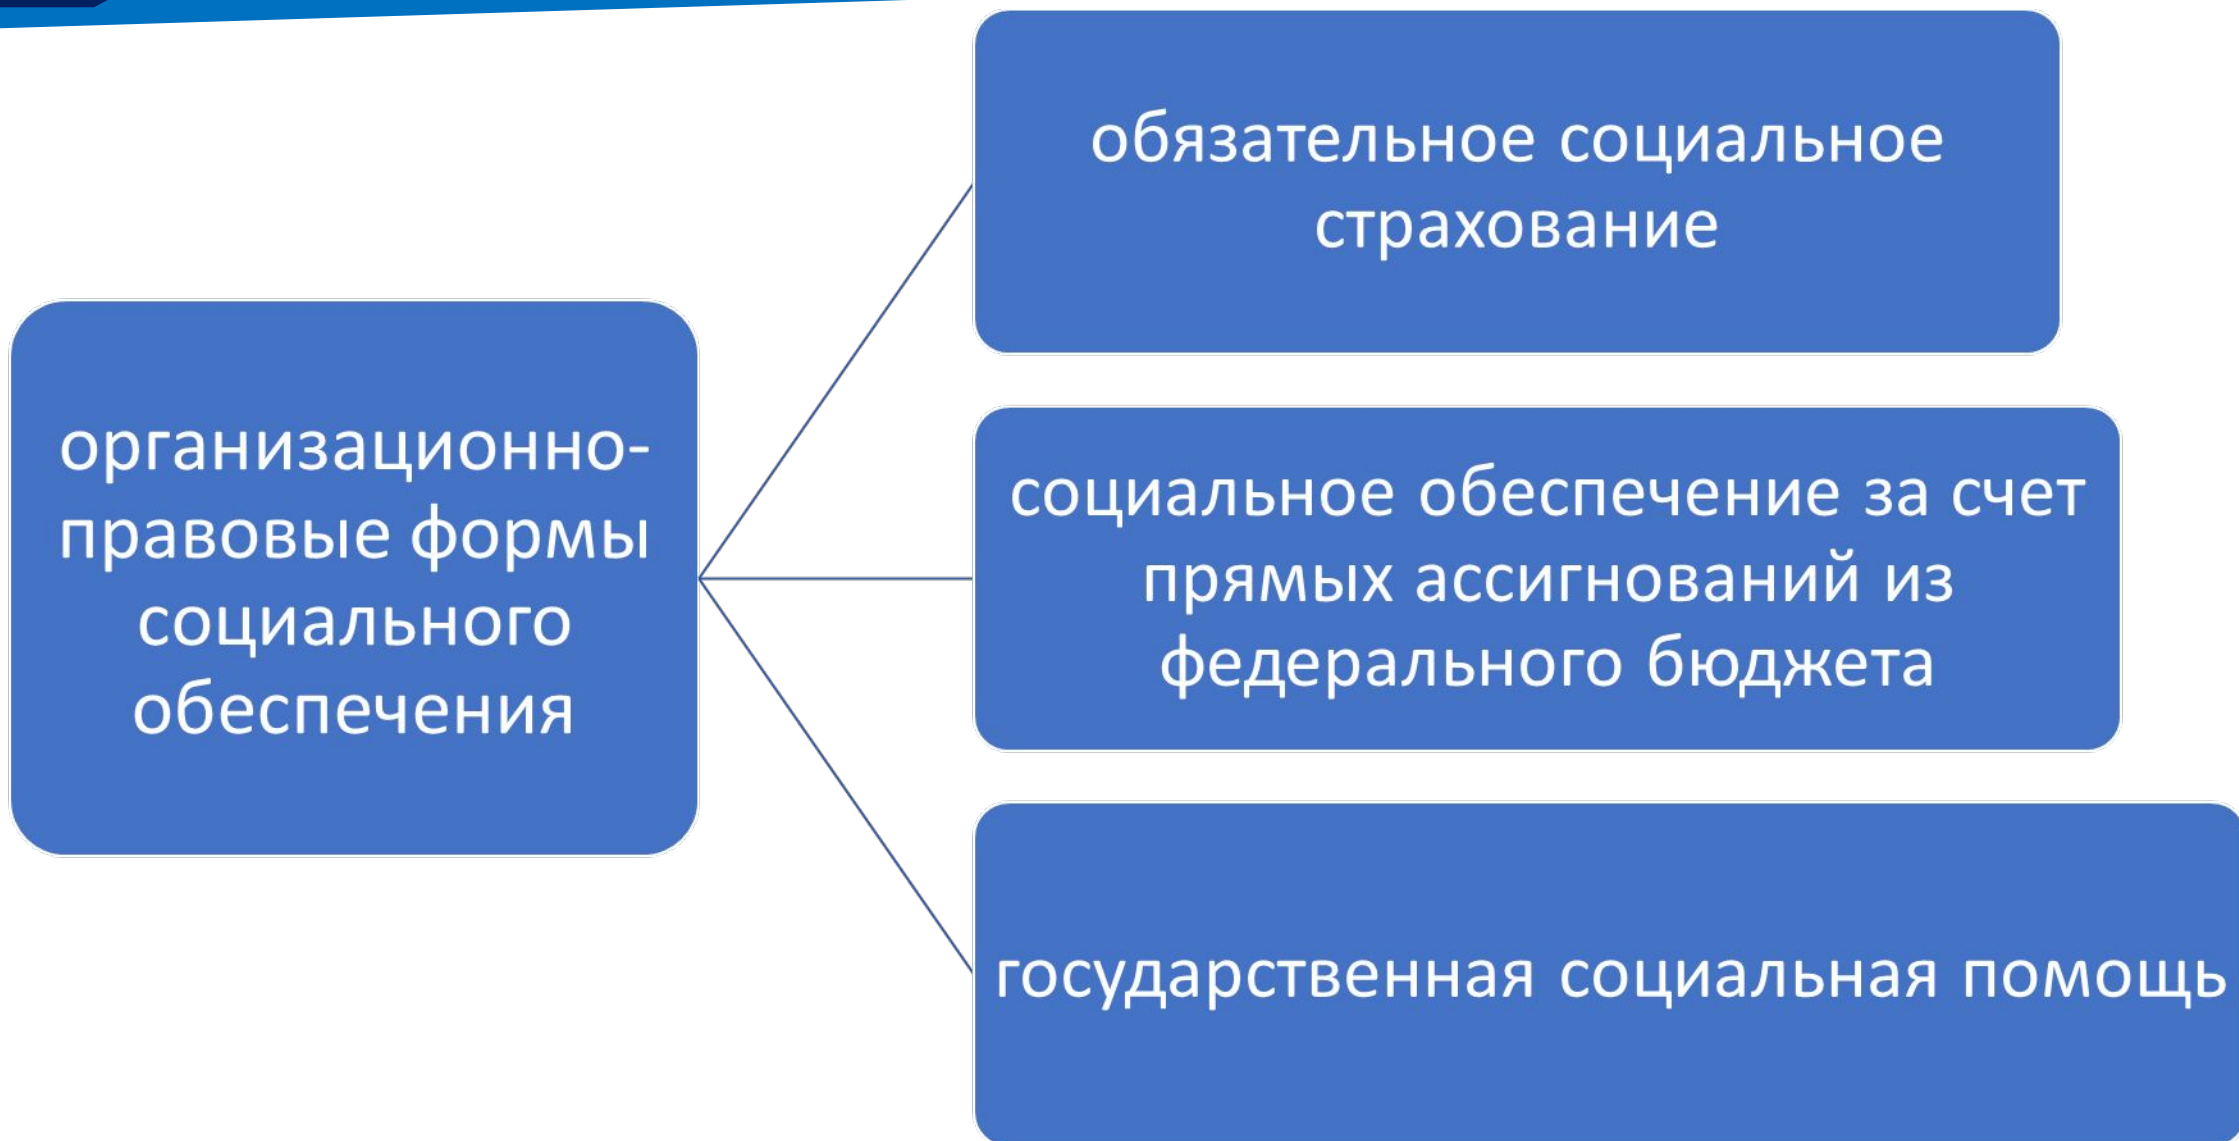 организационно-
правовые формы
социального
обеспечения
обязательное социальное
страхование
социальное обеспечение за счет
прямых ассигнований из
федерального бюджета
государственная социальная помощь